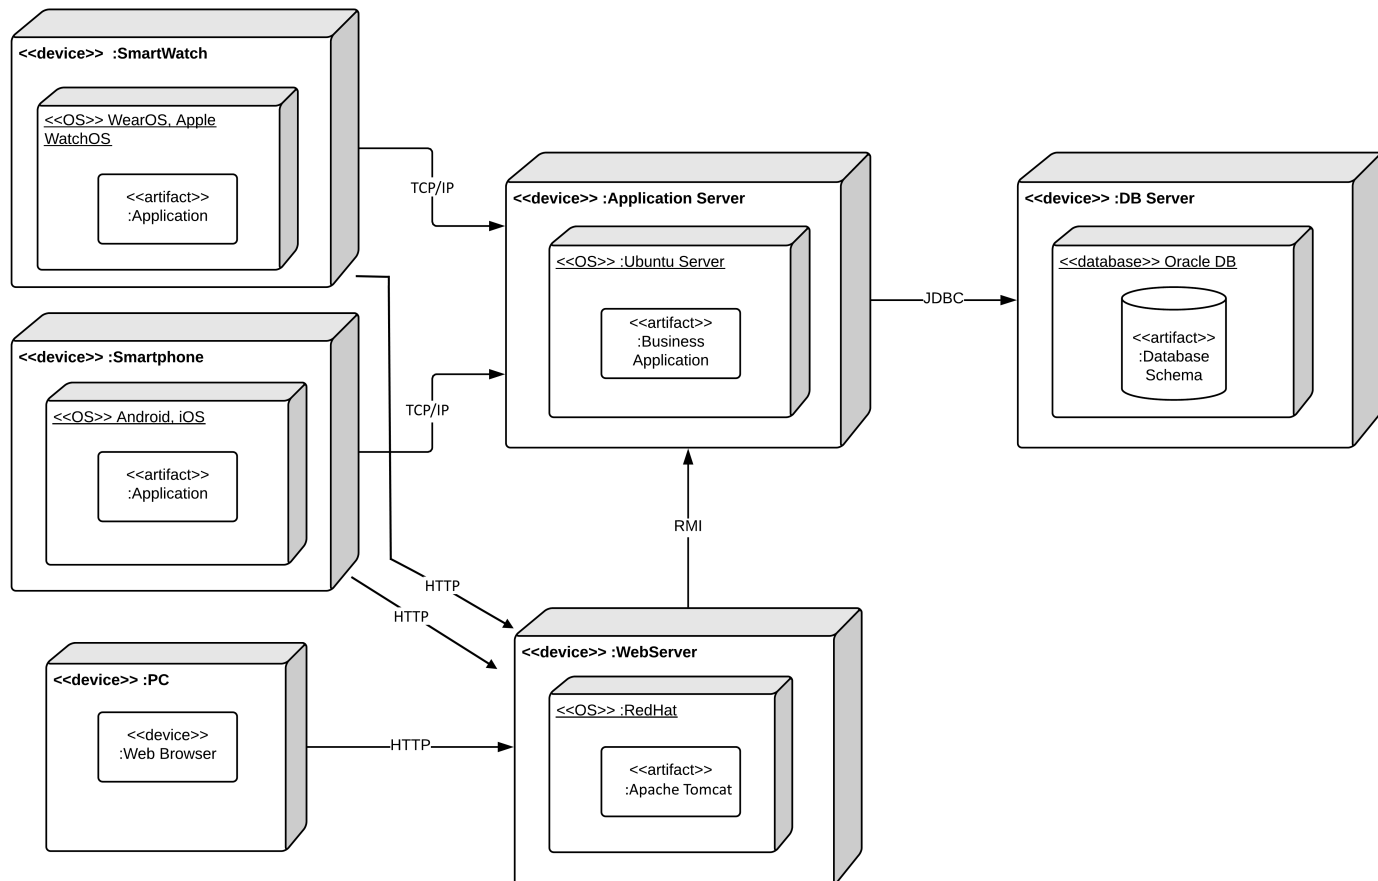 <<device>>  :SmartWatch
<<OS>> WearOS, Apple
WatchOS
<<artifact>>
:Application
TCP/IP
<<device>> :Application Server
<<OS>> :Ubuntu Server
<<artifact>>
:Business
Application
JDBC
<<device>> :DB Server
<<database>> Oracle DB
<<artifact>>
:Database
Schema
<<device>> :Smartphone
<<OS>> Android, iOS
<<artifact>>
:Application
TCP/IP
RMI
HTTP
HTTP
<<device>> :PC
<<device>>
:Web Browser
HTTP
<<device>> :WebServer
<<OS>> :RedHat
<<artifact>>
:Apache Tomcat